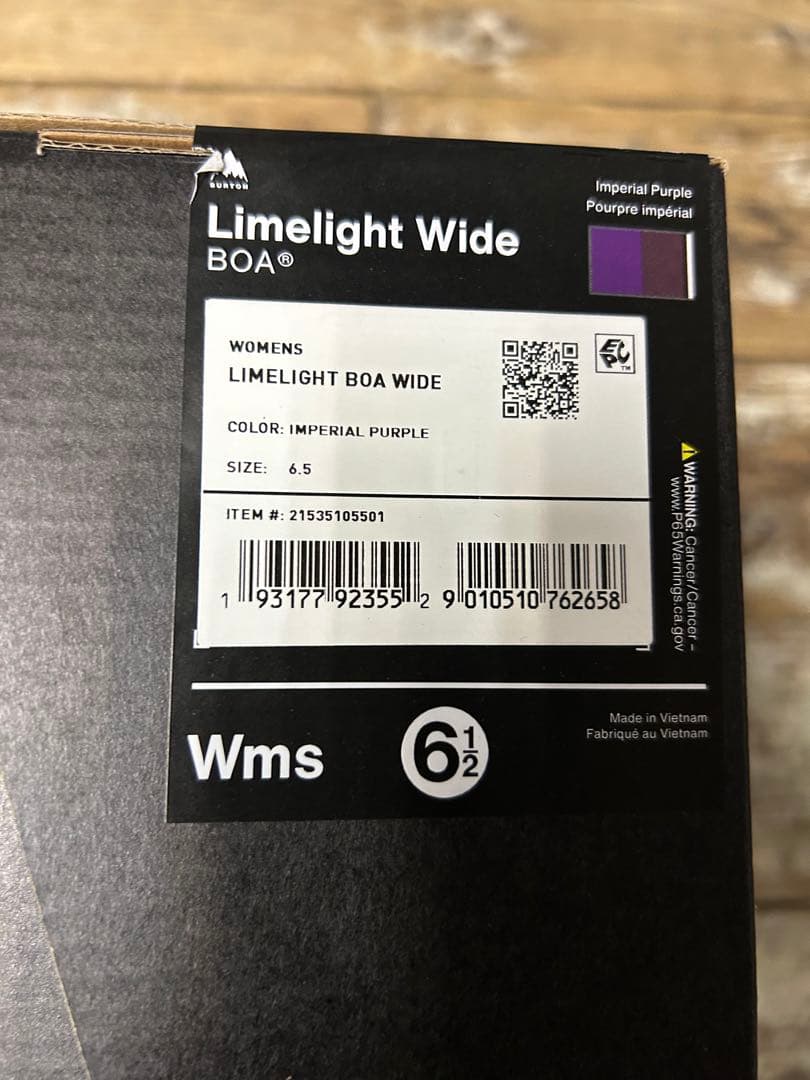 BURTON
Limelight Wide
BOA®
Imperial Purple
Pourpre impérial
WOMENS
LIMELIGHT BOA WIDE
COLOR: IMPERIAL PURPLE
SIZE: 6.5
EC
PC™
ITEM #: 21535105501
1 93177 92355 2
9 010510 762658
⚠WARNING: Cancer/Cancer –
www.P65Warnings.ca.gov
Wms
6½
Made in Vietnam
Fabriqué au Vietnam